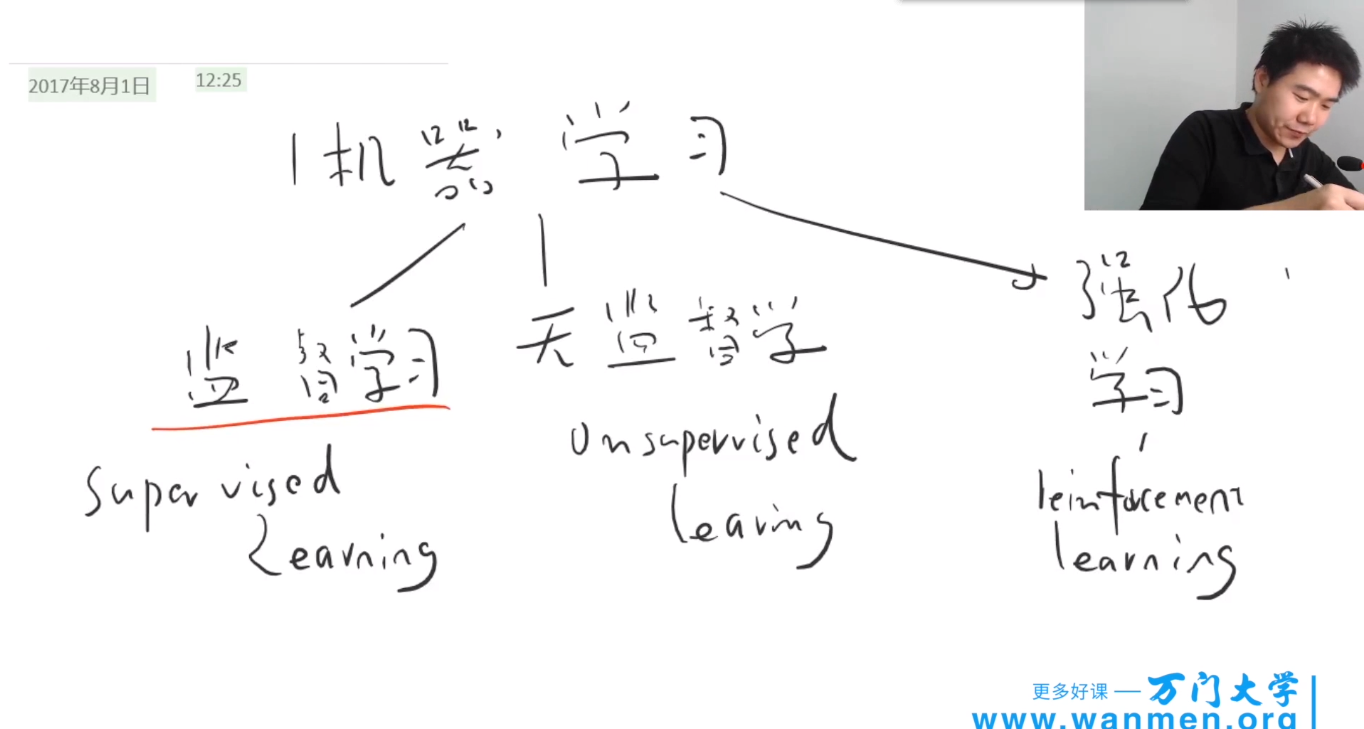 2017年8月1日 12:25
机器学习
监督学习
无监督学
强化
学习
Supervised
Learning
Unsupervised
learing
reinforcement
learning
更多好课 — 万门大学
www.wanmen.org